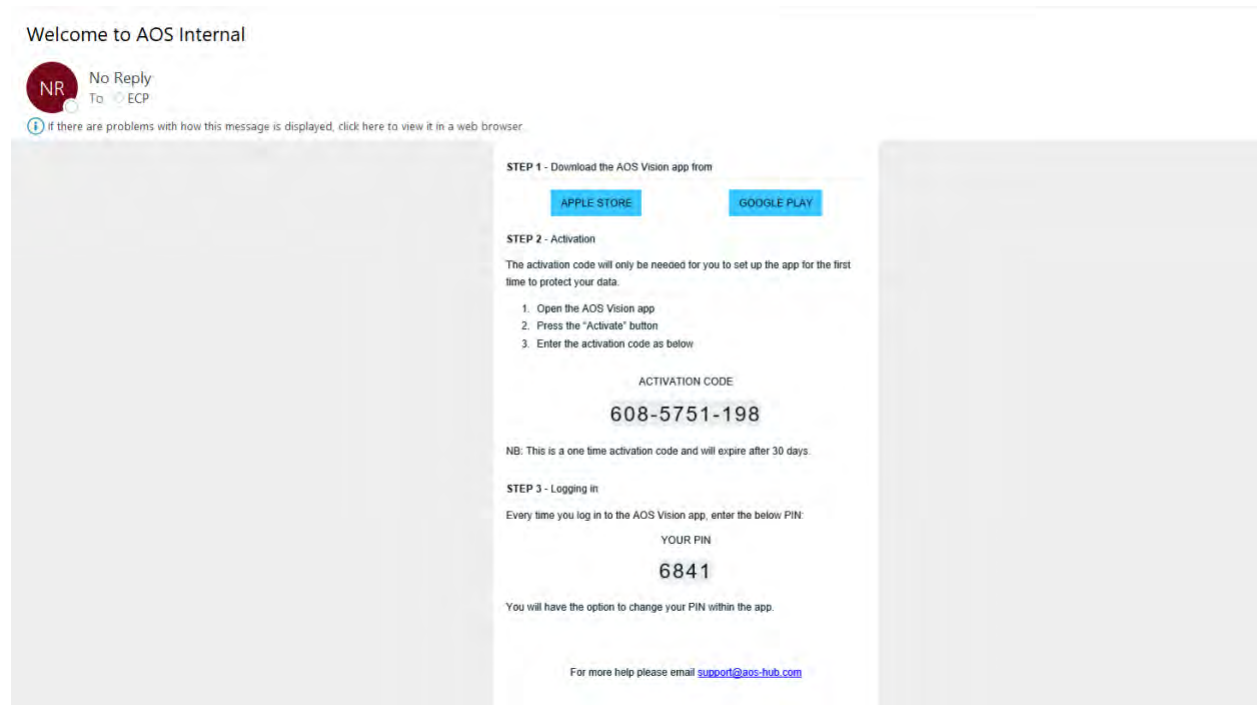 Welcome to AOS Internal
NR
No Reply
To ECP
If there are problems with how this message is displayed, click here to view it in a web browser.
STEP 1 - Download the AOS Vision app from
APPLE STORE GOOGLE PLAY
STEP 2 - Activation
The activation code will only be needed for you to set up the app for the first
time to protect your data.
1. Open the AOS Vision app
2. Press the "Activate" button
3. Enter the activation code as below
ACTIVATION CODE
608-5751-198
NB: This is a one time activation code and will expire after 30 days.
STEP 3 - Logging in
Every time you log in to the AOS Vision app, enter the below PIN:
YOUR PIN
6841
You will have the option to change your PIN within the app.
For more help please email support@aos-hub.com